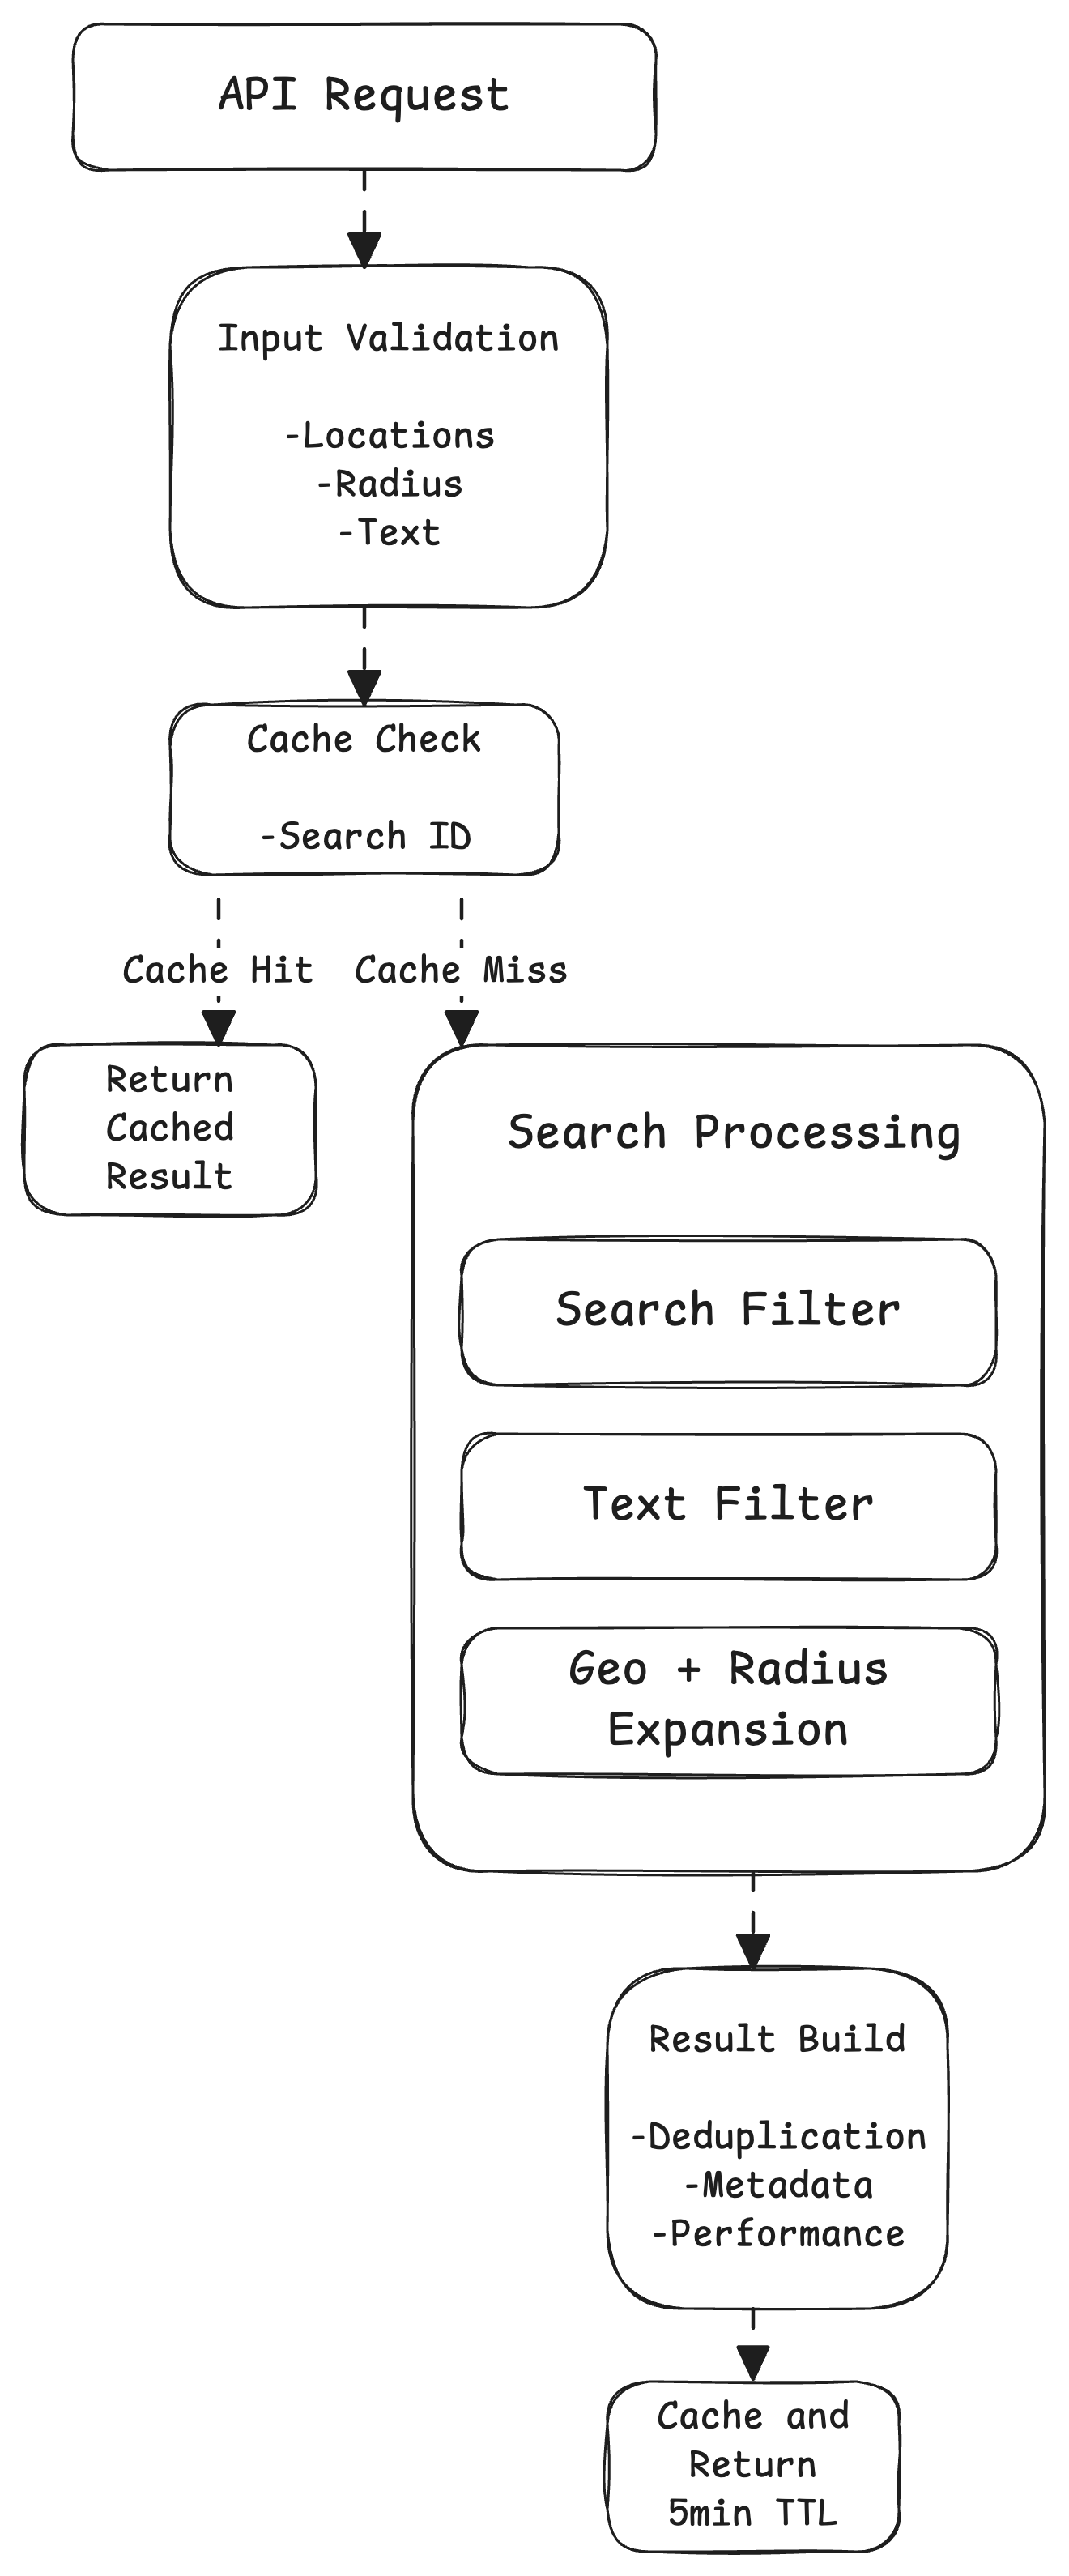 API Request
Input Validation
-Locations
-Radius
-Text
Cache Check
-Search ID
Cache Hit
Cache Miss
Return
Cached
Result
Search Processing
Search Filter
Text Filter
Geo + Radius
Expansion
Result Build
-Deduplication
-Metadata
-Performance
Cache and
Return
5min TTL